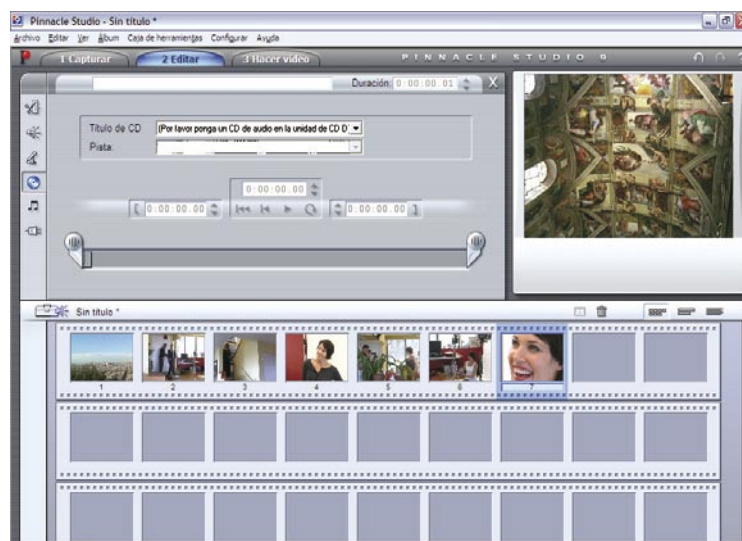 Pinnacle Studio - Sin título *
Archivo Editar Ver Álbum Caja de herramientas Configurar Ayuda
1 Capturar 2 Editar 3 Hacer vídeo PINNACLE STUDIO 9
Duración: 0:00:00.01 X
Título de CD (Por favor ponga un CD de audio en la unidad de CD D
Pista:
0:00:00.00
0:00:00.00 0:00:00.00
Sin título *
1 2 3 4 5 6 7